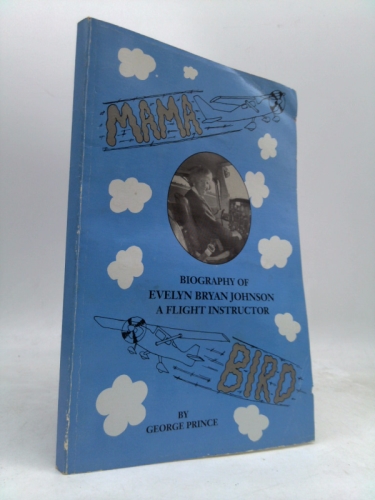 MAMA
BIOGRAPHY OF
EVELYN BRYAN JOHNSON
A FLIGHT INSTRUCTOR
BIRD
BY
GEORGE PRINCE